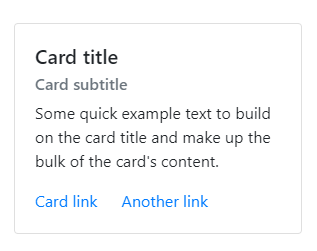 Card title
Card subtitle
Some quick example text to build
on the card title and make up the
bulk of the card's content.
Card link Another link